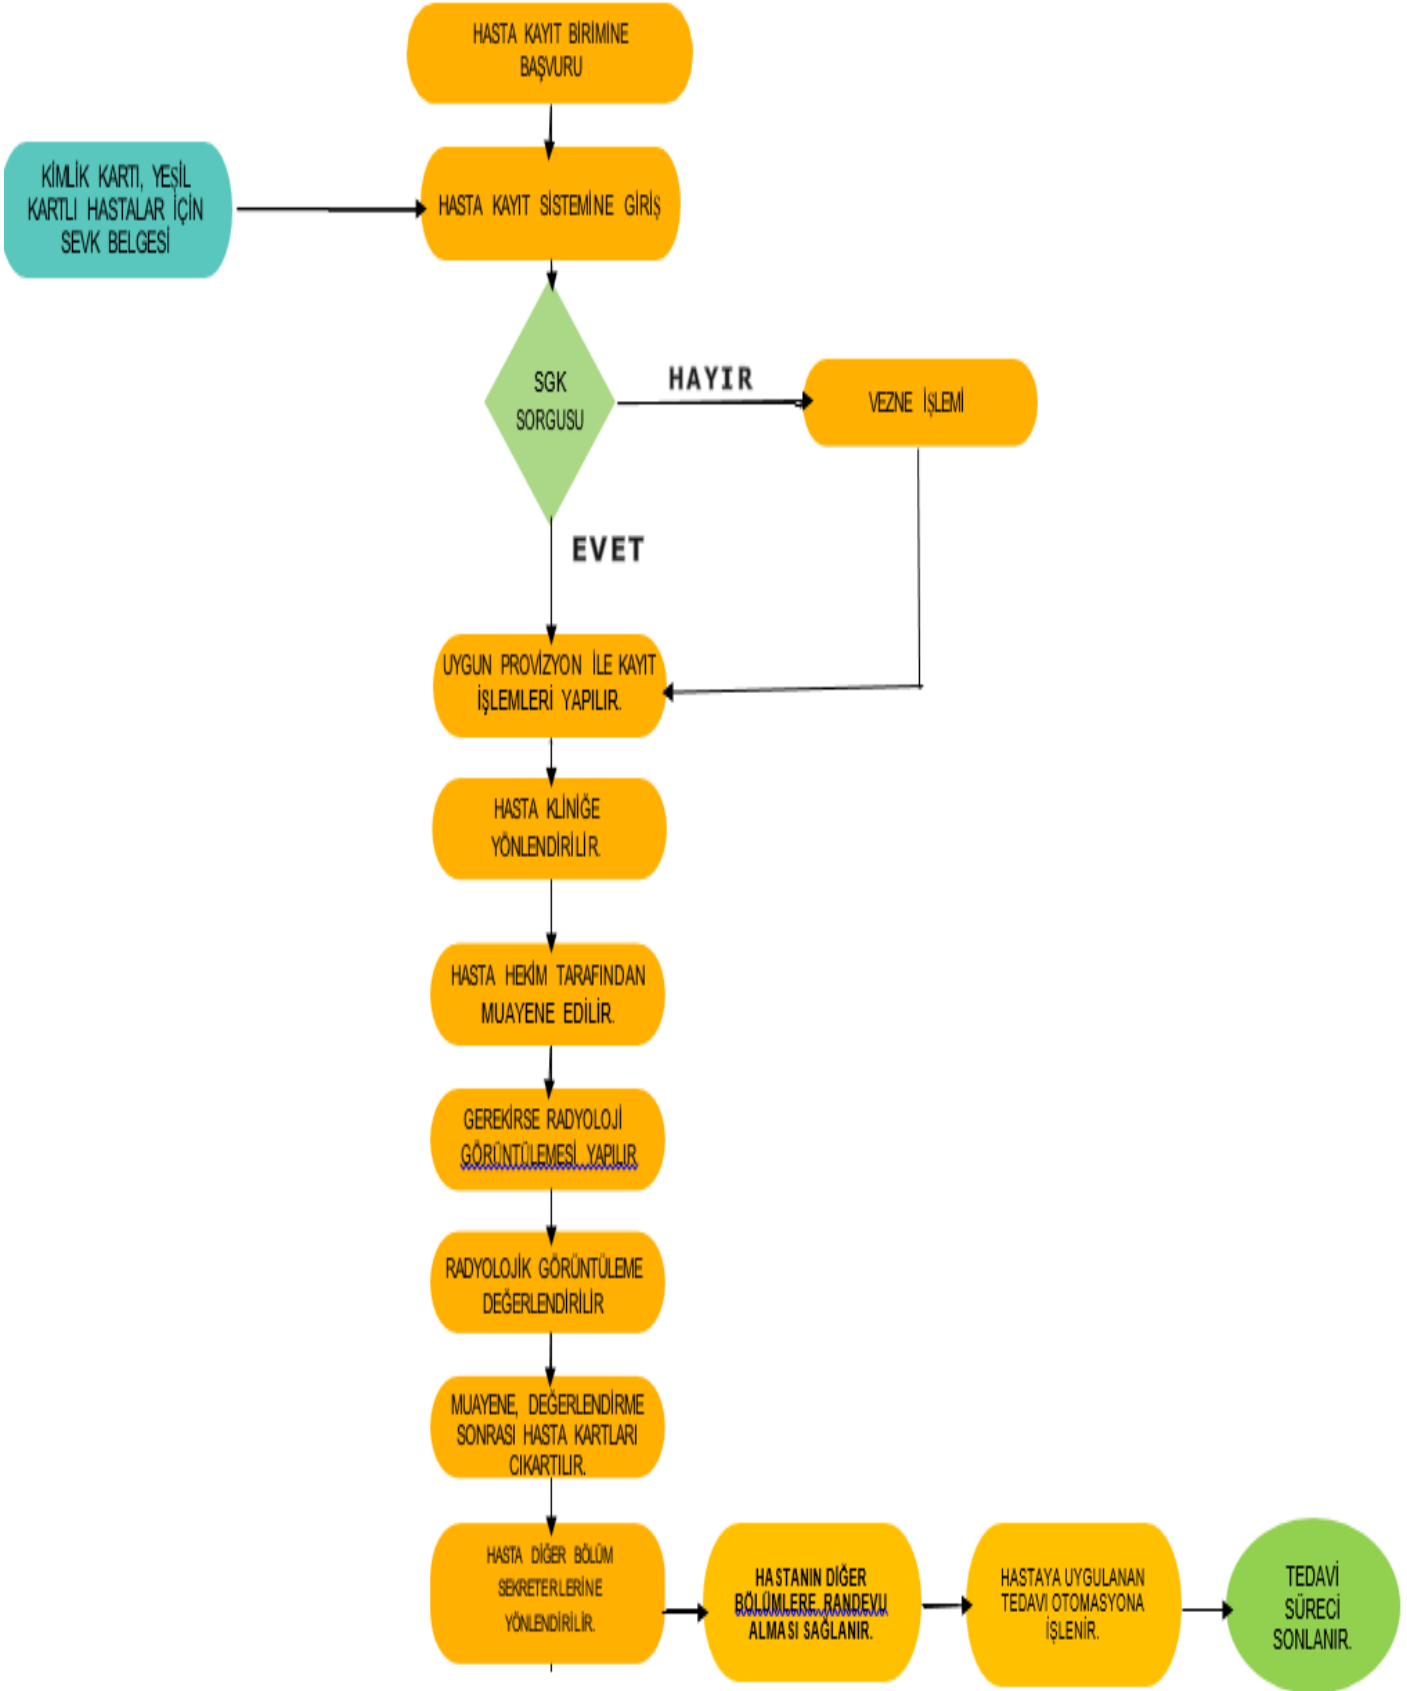 HASTA KAYIT BİRİMİNE
BAŞVURU
KİMLİK KARTI, YEŞİL
KARTLI HASTALAR İÇİN
SEVK BELGESİ
HASTA KAYIT SİSTEMİNE GİRİŞ
SGK
SORGUSU
HAYIR
VEZNE İŞLEMİ
EVET
UYGUN PROVİZYON İLE KAYIT
İŞLEMLERİ YAPILIR.
HASTA KLİNİĞE
YÖNLENDİRİLİR.
HASTA HEKİM TARAFINDAN
MUAYENE EDİLİR.
GEREKİRSE RADYOLOJİ
GÖRÜNTÜLEMESİ YAPILIR
RADYOLOJİK GÖRÜNTÜLEME
DEĞERLENDİRİLİR
MUAYENE, DEĞERLENDİRME
SONRASI HASTA KARTLARI
CIKARTILIR.
HASTA DİĞER BÖLÜM
SEKRETERLERİNE
YÖNLENDİRİLİR.
HASTANIN DİĞER
BÖLÜMLERE RANDEVU
ALMASI SAĞLANIR.
HASTAYA UYGULANAN
TEDAVI OTOMASYONA
İŞLENİR.
TEDAVİ
SÜRECİ
SONLANIR.